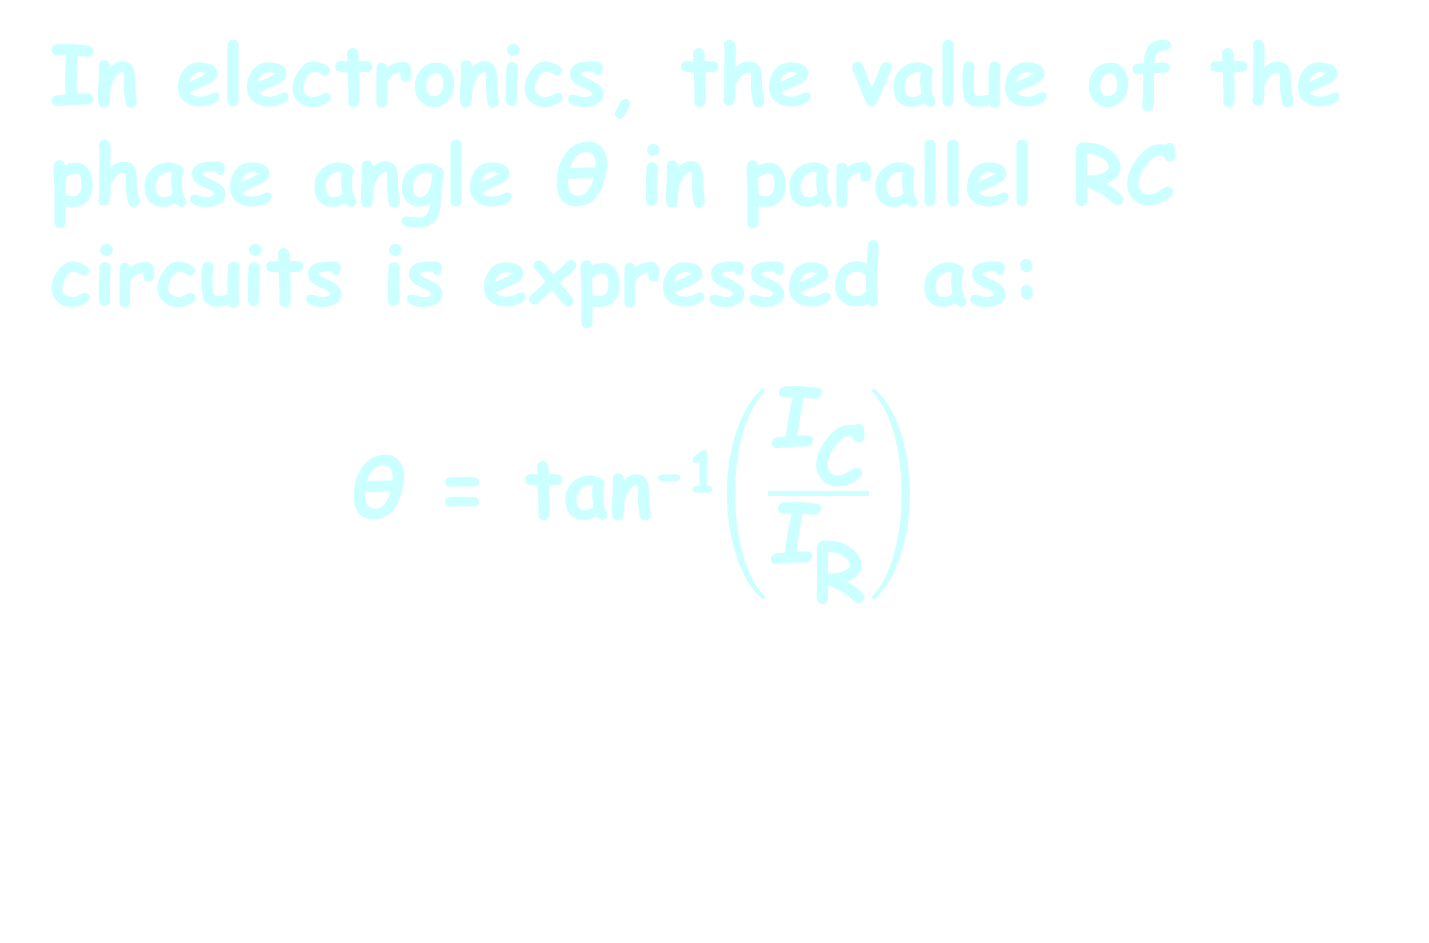 In electronics, the value of the
phase angle θ in parallel RC
circuits is expressed as:
θ = tan⁻¹(I_C/I_R)